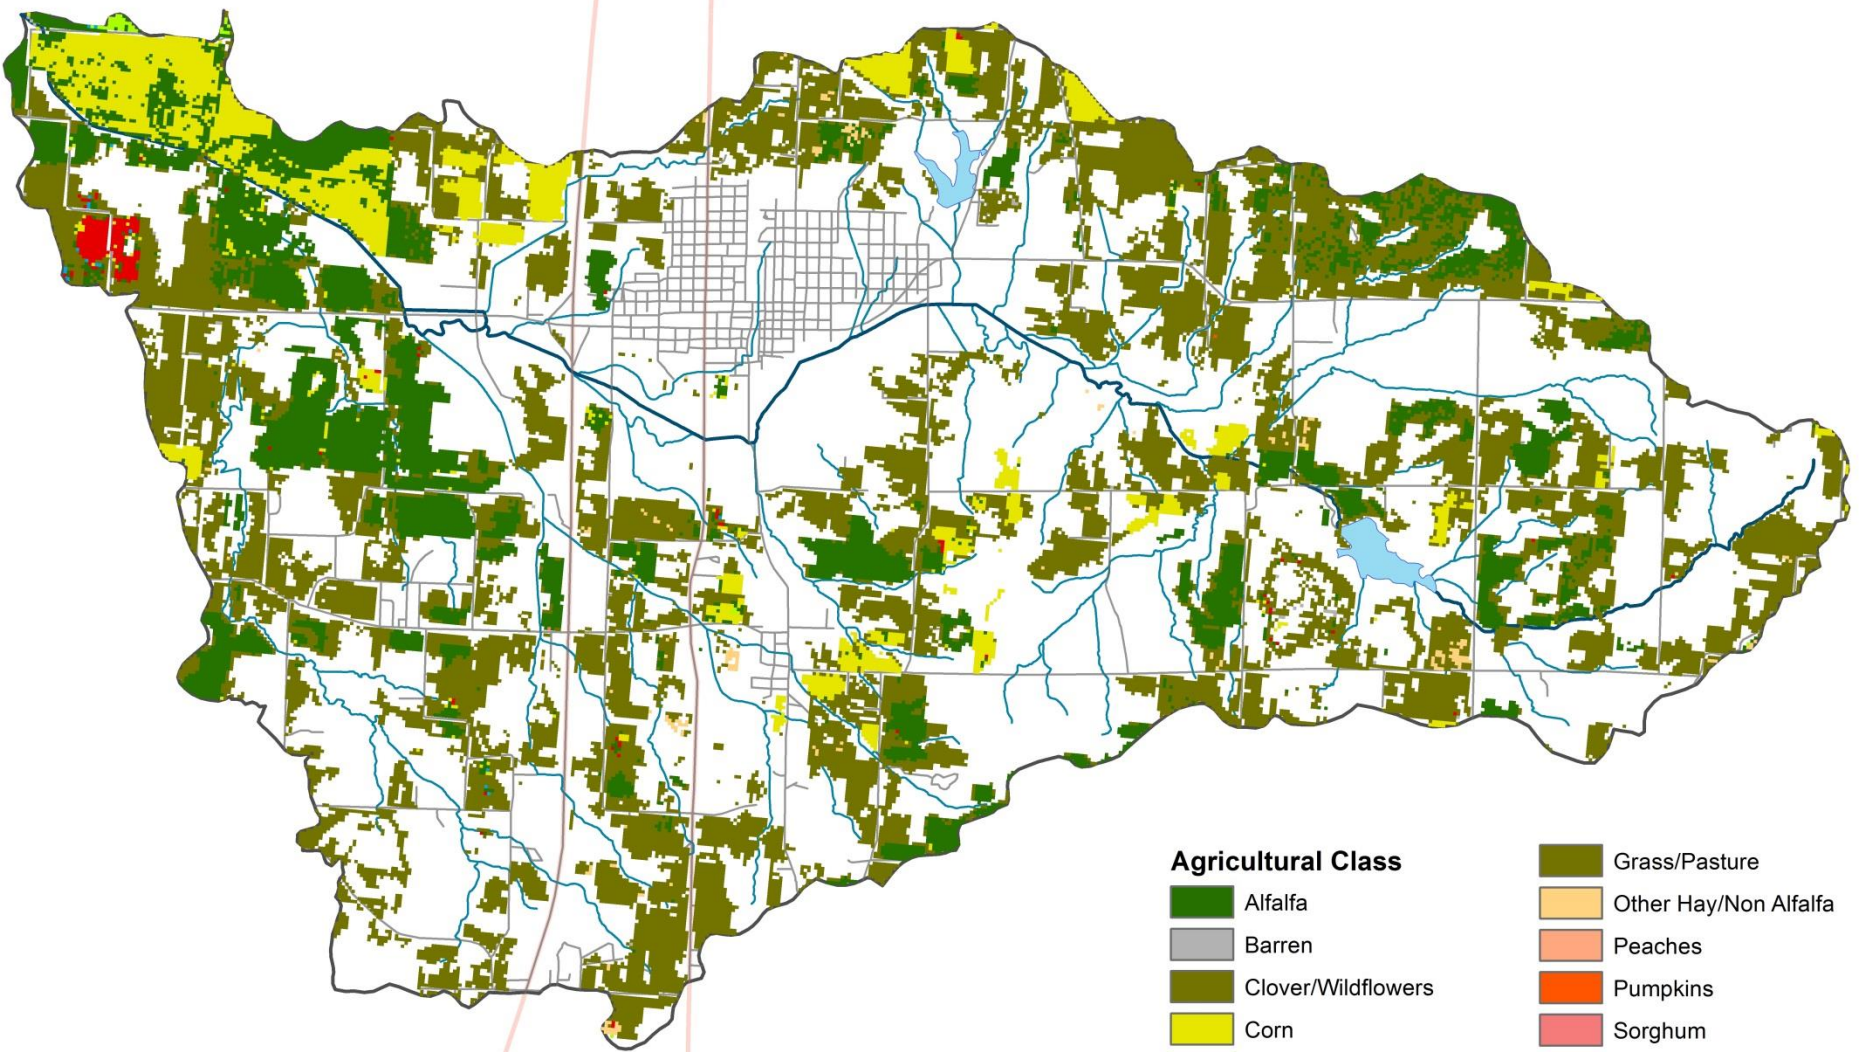 Agricultural Class
Alfalfa
Barren
Clover/Wildflowers
Corn
Grass/Pasture
Other Hay/Non Alfalfa
Peaches
Pumpkins
Sorghum